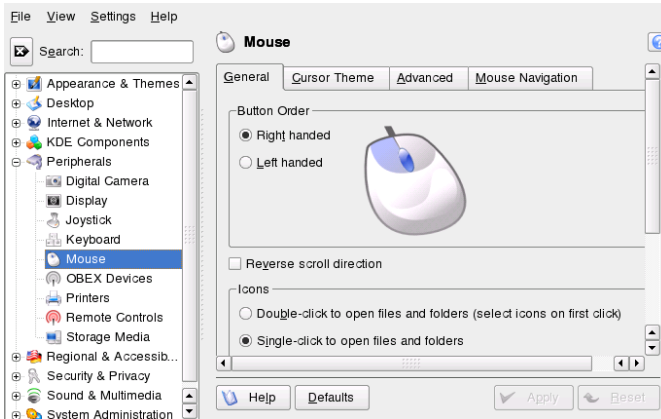 File View Settings Help
Search:
Appearance & Themes
Desktop
Internet & Network
KDE Components
Peripherals
Digital Camera
Display
Joystick
Keyboard
Mouse
OBEX Devices
Printers
Remote Controls
Storage Media
Regional & Accessib...
Security & Privacy
Sound & Multimedia
System Administration
Mouse
General Cursor Theme Advanced Mouse Navigation
Button Order
Right handed
Left handed
Reverse scroll direction
Icons
Double-click to open files and folders (select icons on first click)
Single-click to open files and folders
Help Defaults Apply Reset